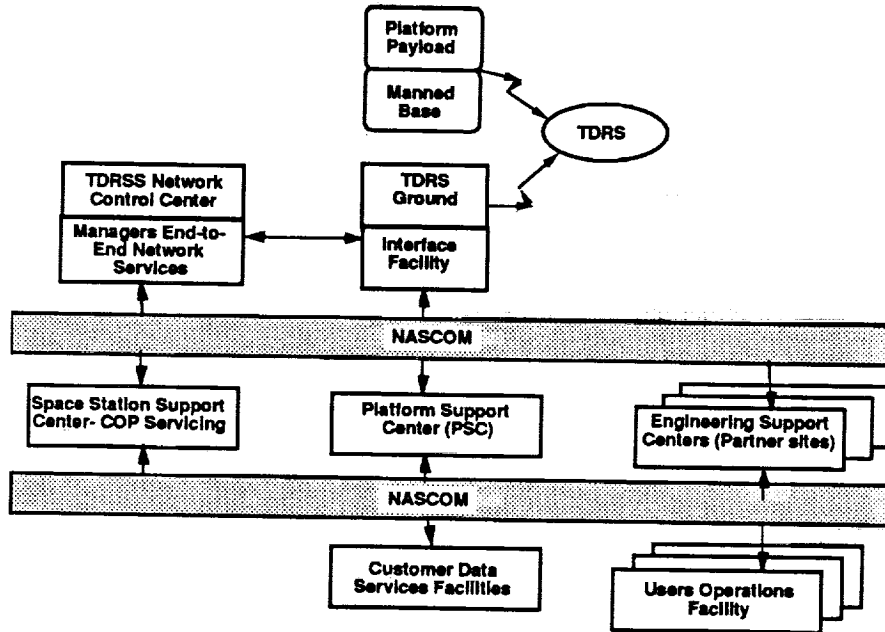 Platform
Payload
Manned
Base
TDRS
TDRSS Network
Control Center
Managers End-to-
End Network
Services
TDRS
Ground
Interface
Facility
NASCOM
Space Station Support
Center- COP Servicing
Platform Support
Center (PSC)
Engineering Support
Centers (Partner sites)
NASCOM
Customer Data
Services Facilities
Users Operations
Facility